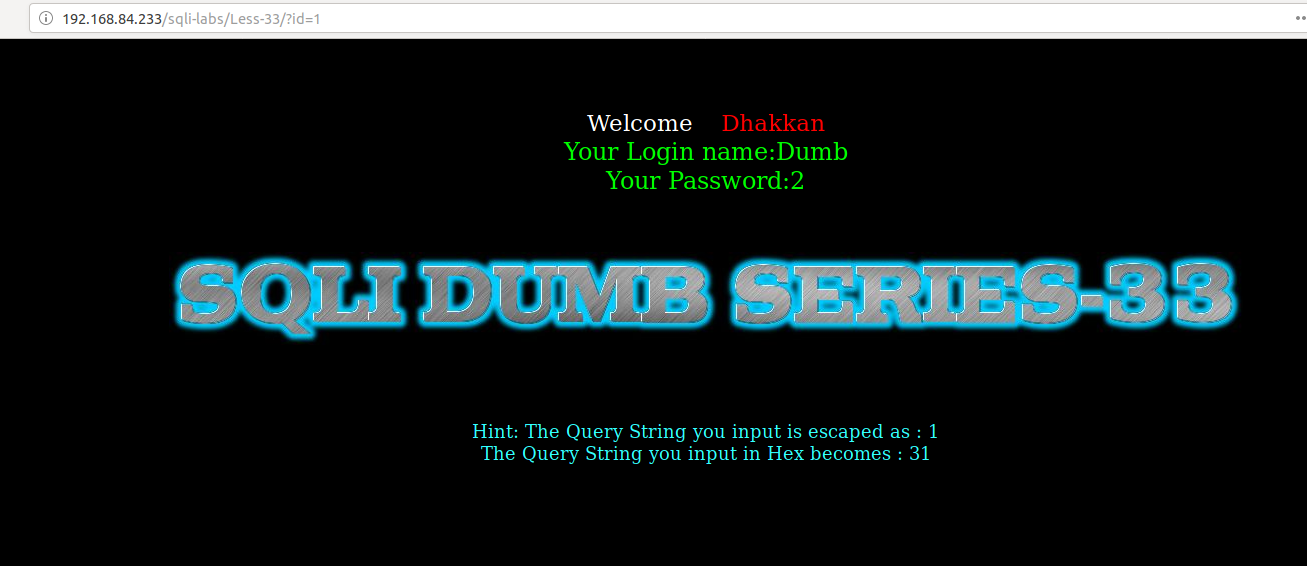 192.168.84.233/sqli-labs/Less-33/?id=1
Welcome Dhakkan
Your Login name:Dumb
Your Password:2
SQLI DUMB SERIES-33
Hint: The Query String you input is escaped as : 1
The Query String you input in Hex becomes : 31